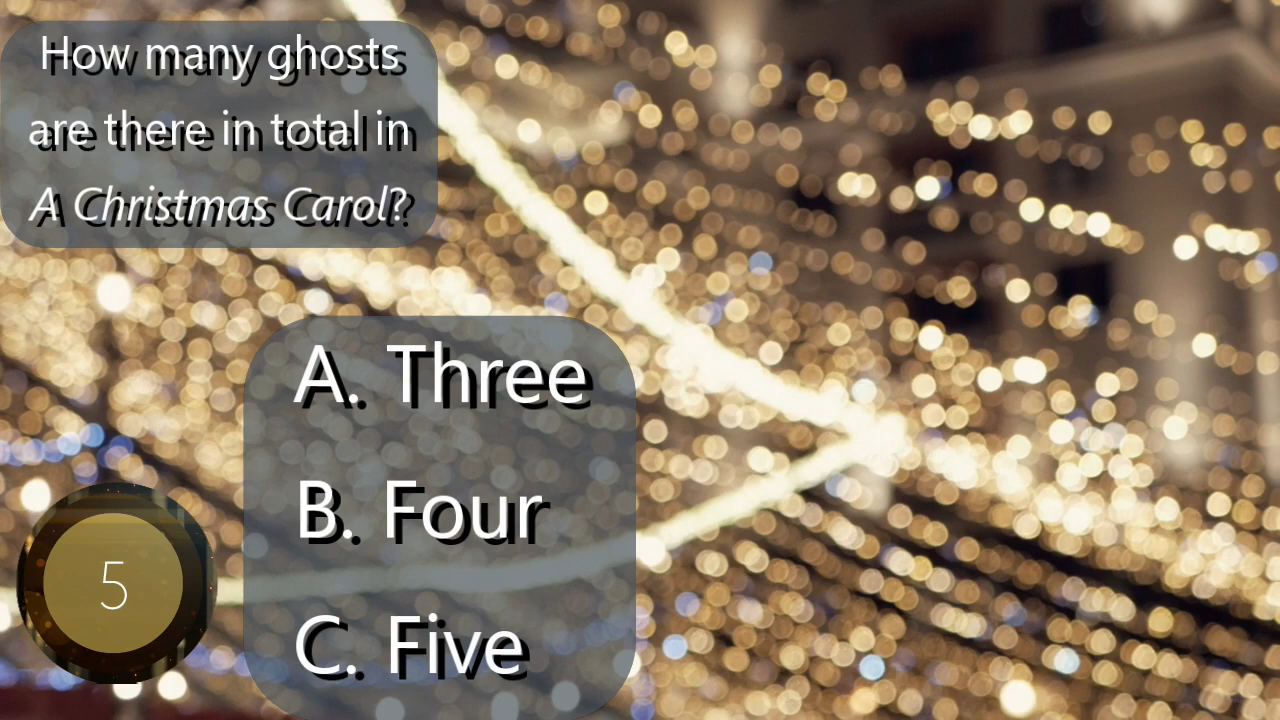 How many ghosts
are there in total in
A Christmas Carol?
A. Three
B. Four
C. Five
5